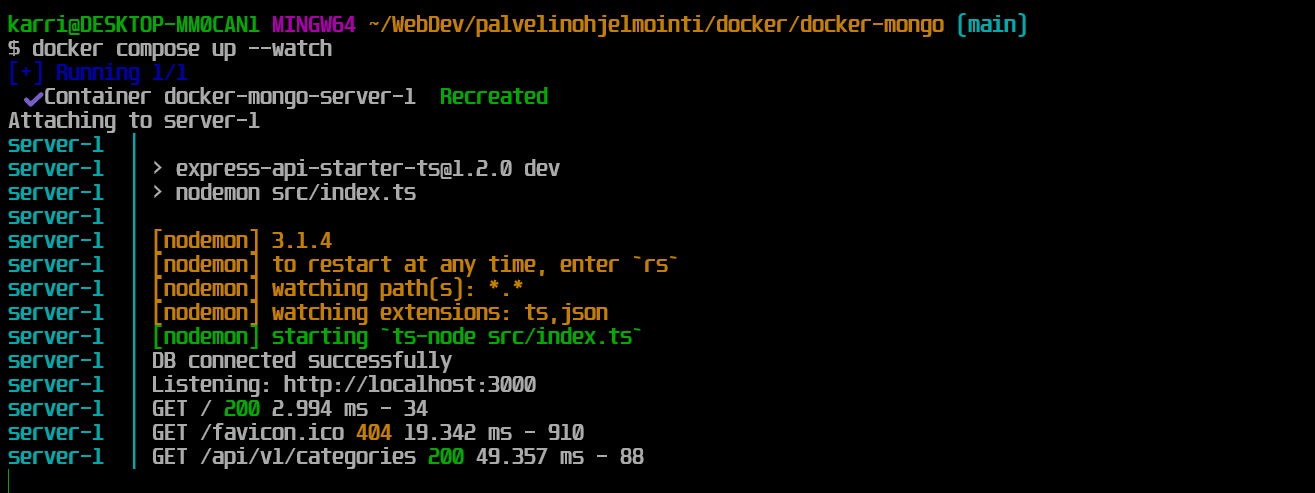 karri@DESKTOP-MM0CAN1 MINGW64 ~/WebDev/palvelinohjelmointi/docker/docker-mongo (main)
$ docker compose up --watch
[+] Running 1/1
✔Container docker-mongo-server-1 Recreated
Attaching to server-1
server-1 |
server-1 | > express-api-starter-ts@1.2.0 dev
server-1 | > nodemon src/index.ts
server-1 |
server-1 | [nodemon] 3.1.4
server-1 | [nodemon] to restart at any time, enter `rs`
server-1 | [nodemon] watching path(s): *.*
server-1 | [nodemon] watching extensions: ts,json
server-1 | [nodemon] starting `ts-node src/index.ts`
server-1 | DB connected successfully
server-1 | Listening: http://localhost:3000
server-1 | GET / 200 2.994 ms - 34
server-1 | GET /favicon.ico 404 19.342 ms - 910
server-1 | GET /api/v1/categories 200 49.357 ms - 88